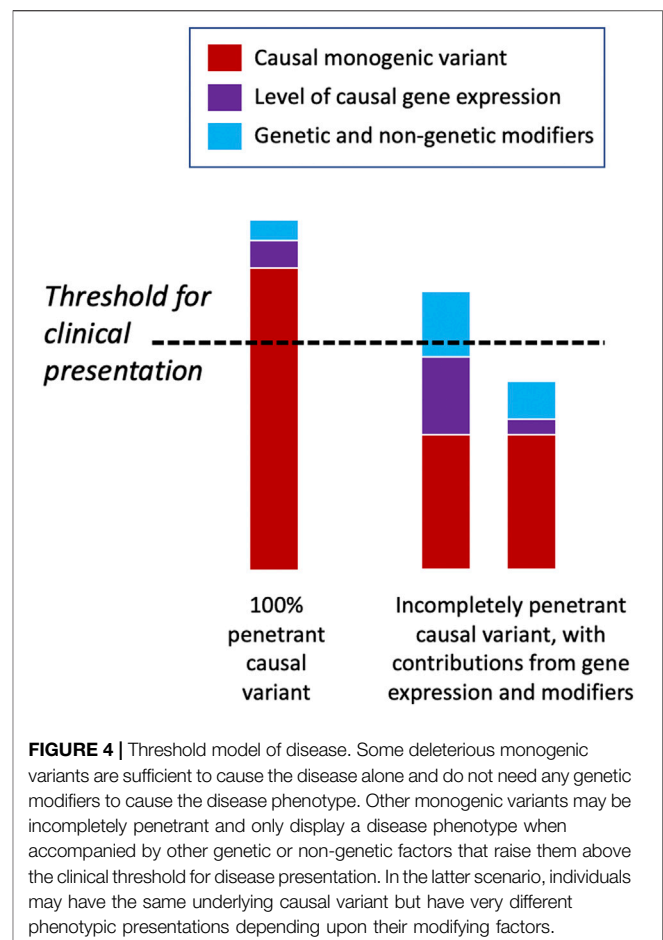 Causal monogenic variant
Level of causal gene expression
Genetic and non-genetic modifiers
Threshold for
clinical
presentation
100%
penetrant
causal
variant
Incompletely penetrant
causal variant, with
contributions from gene
expression and modifiers
FIGURE 4 | Threshold model of disease. Some deleterious monogenic
variants are sufficient to cause the disease alone and do not need any genetic
modifiers to cause the disease phenotype. Other monogenic variants may be
incompletely penetrant and only display a disease phenotype when
accompanied by other genetic or non-genetic factors that raise them above
the clinical threshold for disease presentation. In the latter scenario, individuals
may have the same underlying causal variant but have very different
phenotypic presentations depending upon their modifying factors.